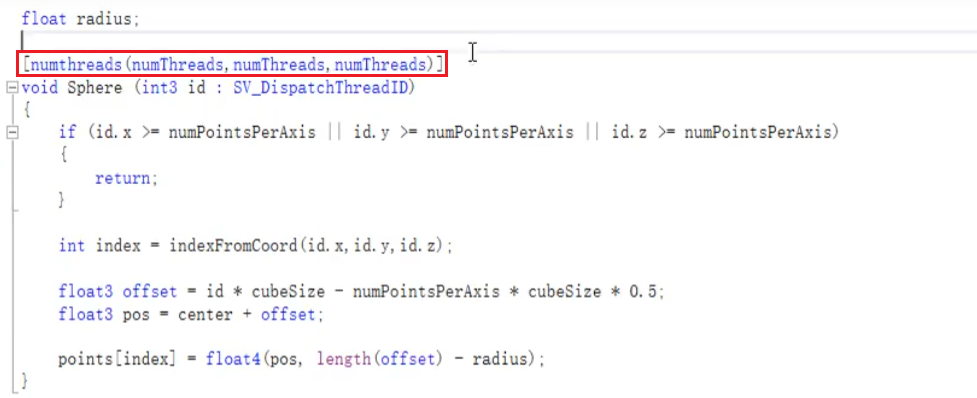 float radius;
[numthreads(numThreads,numThreads,numThreads)]
void Sphere (int3 id : SV_DispatchThreadID)
{
if (id.x >= numPointsPerAxis || id.y >= numPointsPerAxis || id.z >= numPointsPerAxis)
{
return;
}
int index = indexFromCoord(id.x,id.y,id.z);
float3 offset = id * cubeSize - numPointsPerAxis * cubeSize * 0.5;
float3 pos = center + offset;
points[index] = float4(pos, length(offset) - radius);
}